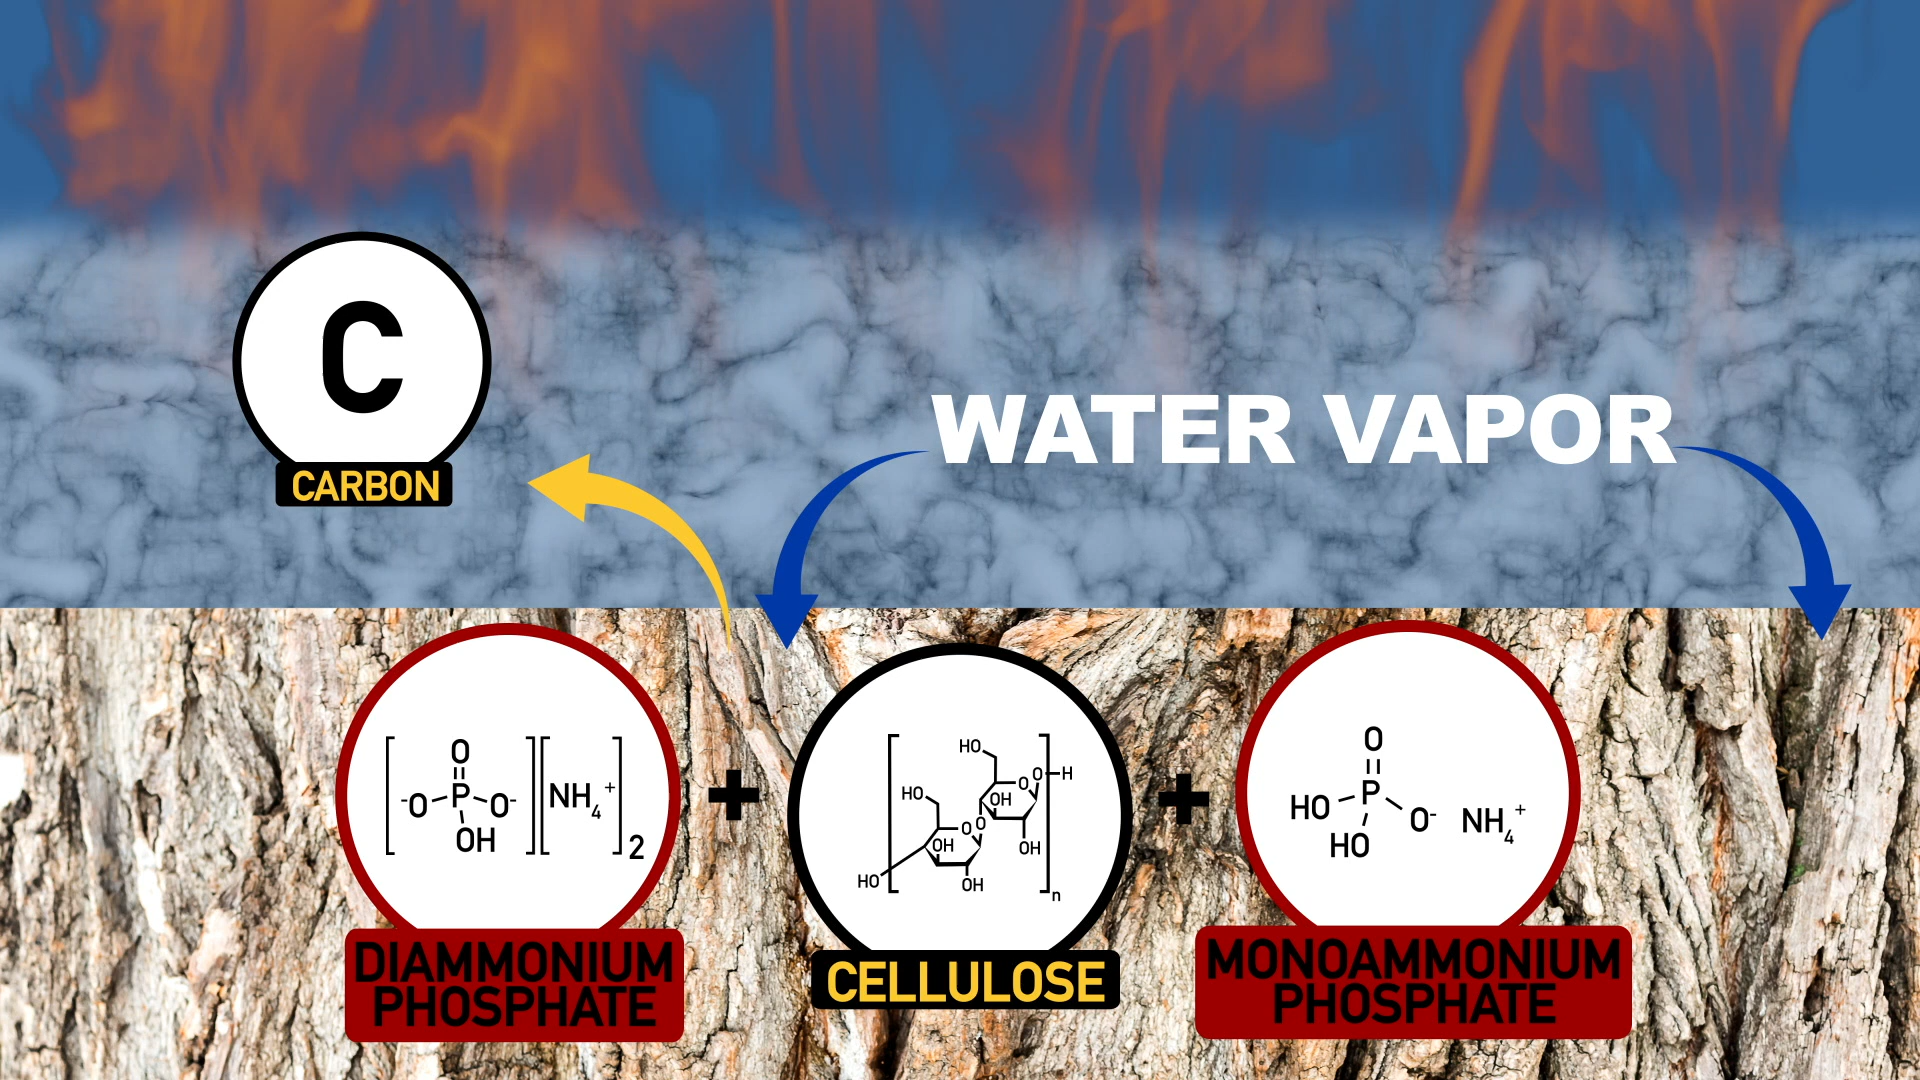 C
CARBON
WATER VAPOR
O
-O P O-
OH
NH4+
2
DIAMMONIUM
PHOSPHATE
+
HO
O H
O
OH
HO
O
O
OH
OH
HO
OH
n
CELLULOSE
+
O
HO P
O- NH4+
HO
MONOAMMONIUM
PHOSPHATE